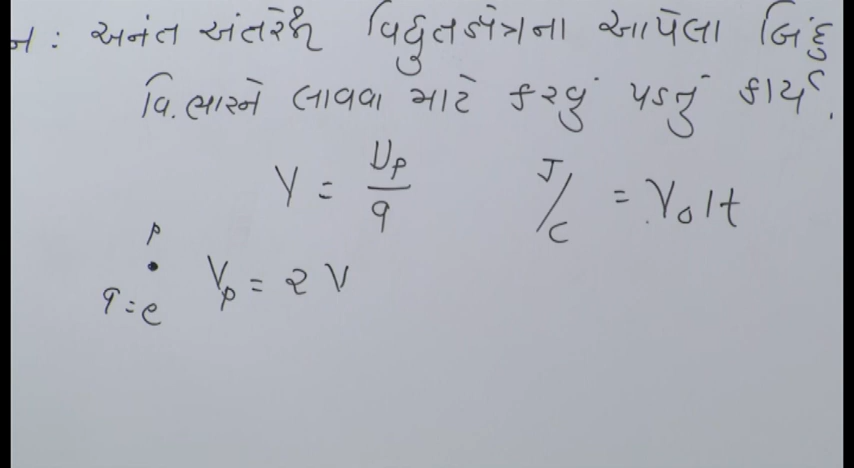 ન : અનંત અંતરેથી વિદ્યુતક્ષેત્રના આપેલા બિંદુ
વિ.ભારને લાવવા માટે કરવું પડતું કાર્ય.
V = Up/q J/C = Volt
P
q = e Vp = 2 V